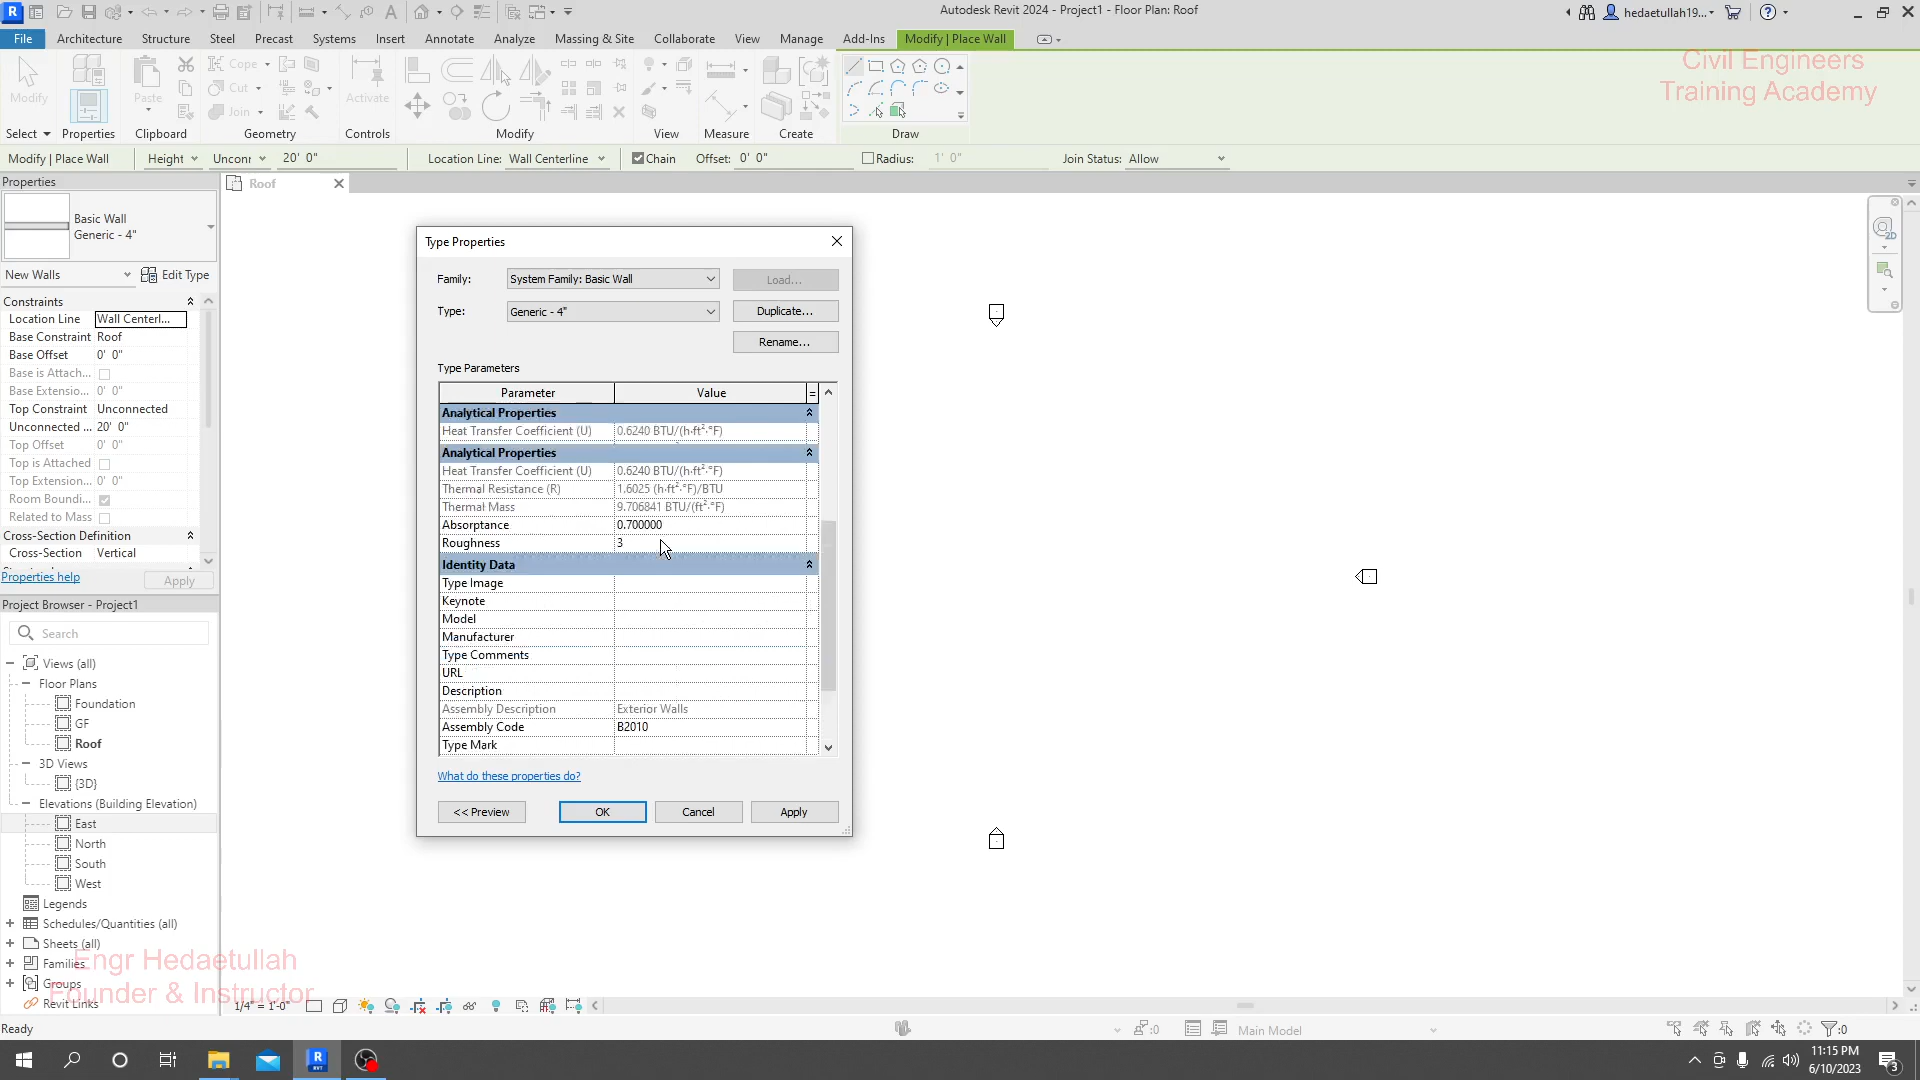 Autodesk Revit 2024 - Project1 - Floor Plan: Roof
hedaetullah19...
File Architecture Structure Steel Precast Systems Insert Annotate Analyze Massing & Site Collaborate View Manage Add-Ins Modify | Place Wall
Civil Engineers
Training Academy
Modify
Paste
Cope
Cut
Join
Activate
Select Properties Clipboard Geometry Controls Modify View Measure Create Draw
Modify | Place Wall Height Unconr 20' 0" Location Line: Wall Centerline Chain Offset: 0' 0" Radius: 1' 0" Join Status: Allow
Properties
Roof
Basic Wall
Generic - 4"
New Walls Edit Type
Constraints
Location Line Wall Centerl...
Base Constraint Roof
Base Offset 0' 0"
Base is Attach...
Base Extensio... 0' 0"
Top Constraint Unconnected
Unconnected ... 20' 0"
Top Offset 0' 0"
Top is Attached
Top Extension... 0' 0"
Room Boundi...
Related to Mass
Cross-Section Definition
Cross-Section Vertical
Properties help Apply
Project Browser - Project1
Search
Views (all)
Floor Plans
Foundation
GF
Roof
3D Views
{3D}
Elevations (Building Elevation)
East
North
South
West
Legends
Schedules/Quantities (all)
Sheets (all)
Families
Groups
Revit Links
Engr Hedaetullah
Founder & Instructor
Type Properties
Family: System Family: Basic Wall Load...
Type: Generic - 4" Duplicate...
Rename...
Type Parameters
Parameter Value =
Analytical Properties
Heat Transfer Coefficient (U) 0.6240 BTU/(h·ft²·°F)
Analytical Properties
Heat Transfer Coefficient (U) 0.6240 BTU/(h·ft²·°F)
Thermal Resistance (R) 1.6025 (h·ft²·°F)/BTU
Thermal Mass 9.706841 BTU/(ft²·°F)
Absorptance 0.700000
Roughness 3
Identity Data
Type Image
Keynote
Model
Manufacturer
Type Comments
URL
Description
Assembly Description Exterior Walls
Assembly Code B2010
Type Mark
What do these properties do?
<< Preview OK Cancel Apply
2D
1/4" = 1'-0"
Ready
:0
Main Model
:0
11:15 PM
6/10/2023
3